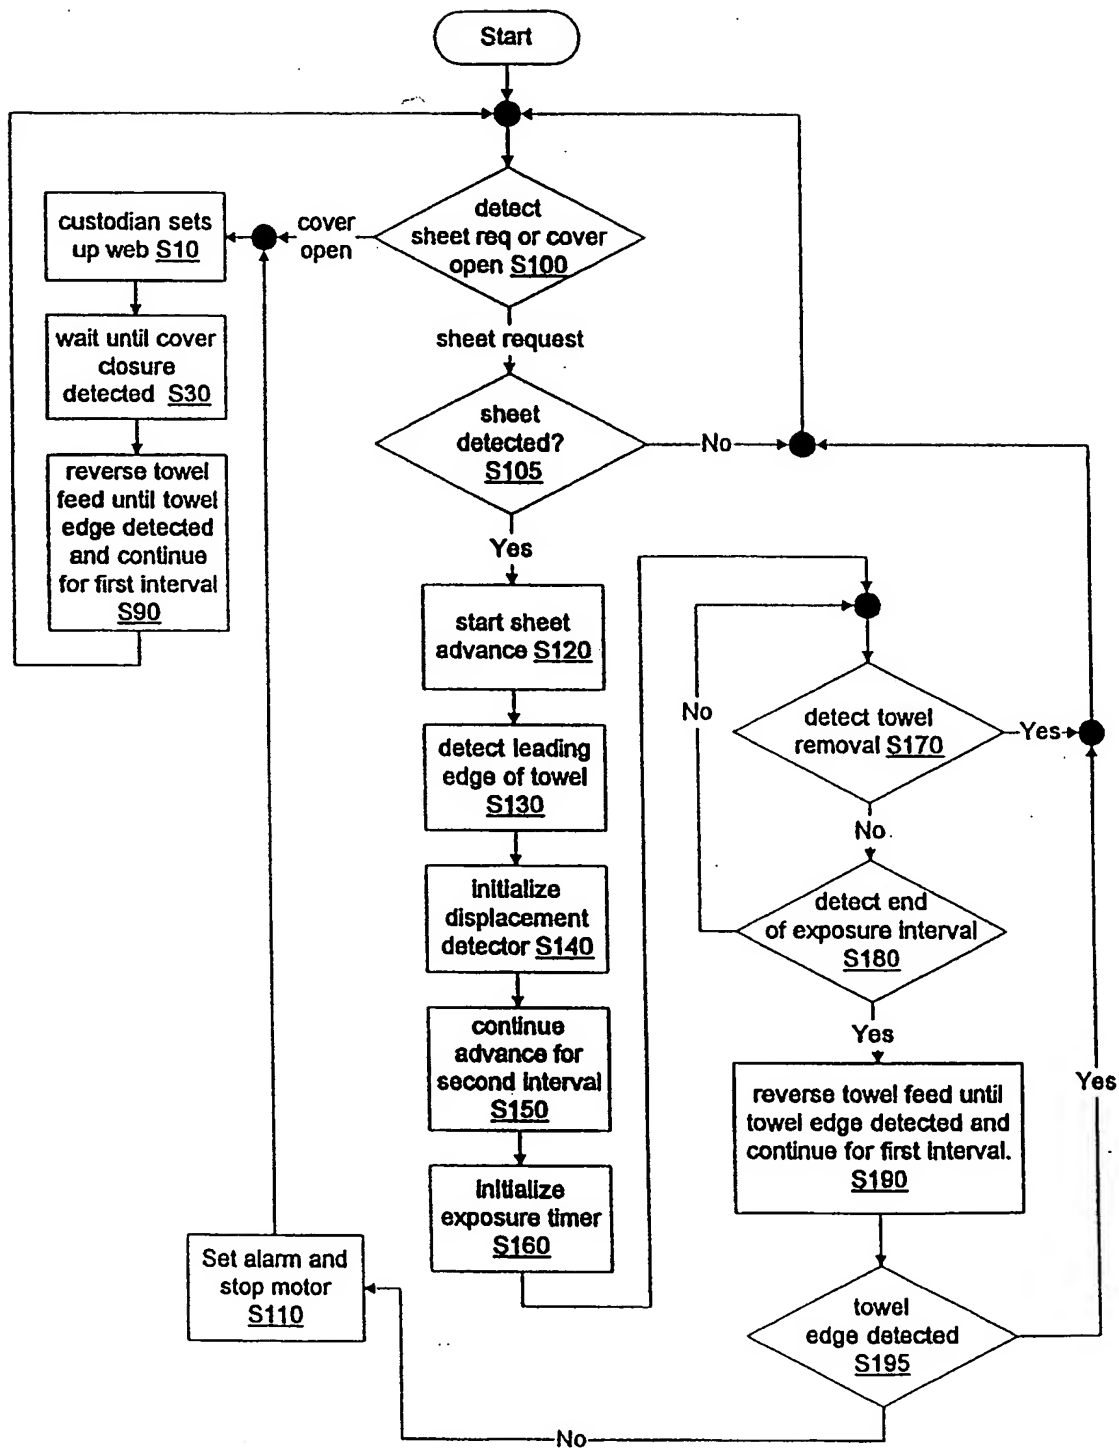 Start
detect
sheet req or cover
open S100
cover
open
custodian sets
up web S10
wait until cover
closure
detected S30
reverse towel
feed until towel
edge detected
and continue
for first interval
S90
sheet request
sheet
detected?
S105
No
Yes
start sheet
advance S120
detect leading
edge of towel
S130
initialize
displacement
detector S140
continue
advance for
second interval
S150
initialize
exposure timer
S160
detect towel
removal S170
Yes
No
No
detect end
of exposure interval
S180
Yes
reverse towel feed until
towel edge detected and
continue for first interval.
S190
towel
edge detected
S195
Yes
No
Set alarm and
stop motor
S110